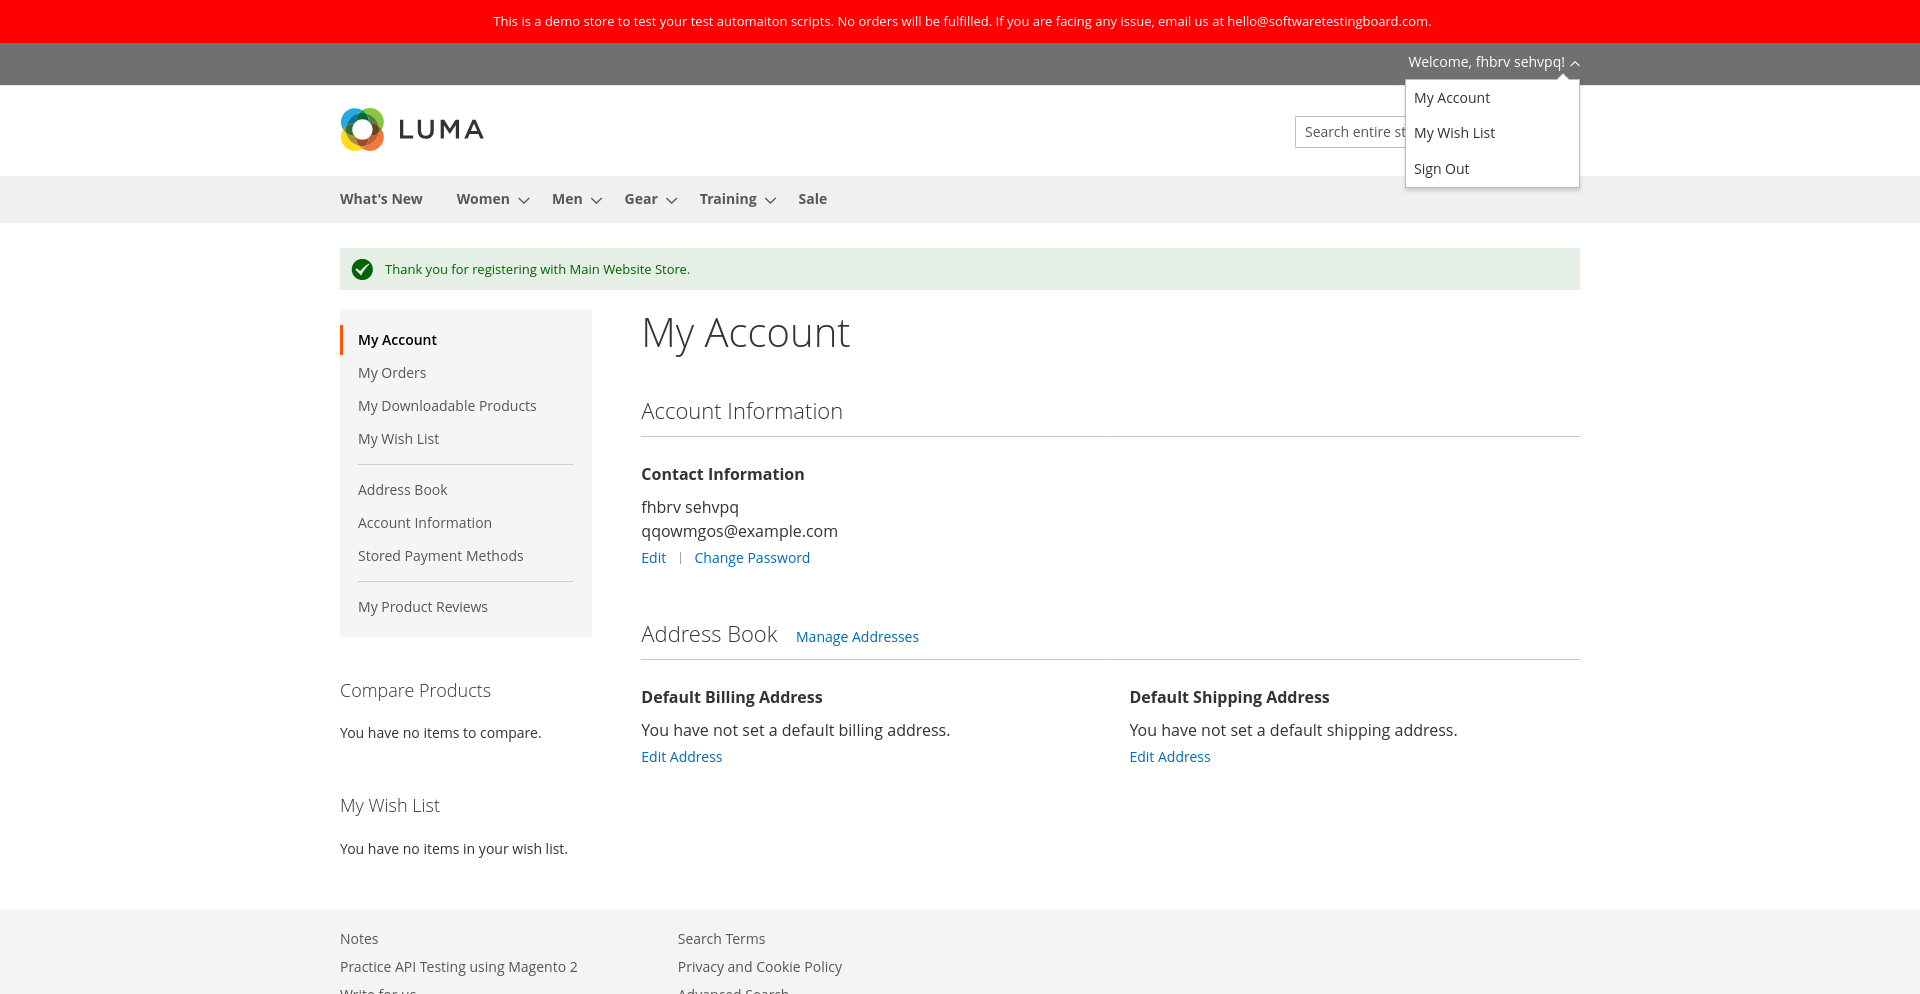 This is a demo store to test your test automaiton scripts. No orders will be fulfilled. If you are facing any issue, email us at hello@softwaretestingboard.com.
Welcome, fhbrv sehvpq!
My Account
My Wish List
Sign Out
LUMA
Search entire st
What's New
Women
Men
Gear
Training
Sale
Thank you for registering with Main Website Store.
My Account
My Orders
My Downloadable Products
My Wish List
Address Book
Account Information
Stored Payment Methods
My Product Reviews
Compare Products
You have no items to compare.
My Wish List
You have no items in your wish list.
My Account
Account Information
Contact Information
fhbrv sehvpq
qqowmgos@example.com
Edit
Change Password
Address Book
Manage Addresses
Default Billing Address
You have not set a default billing address.
Edit Address
Default Shipping Address
You have not set a default shipping address.
Edit Address
Notes
Practice API Testing using Magento 2
Write for us
Search Terms
Privacy and Cookie Policy
Advanced Search